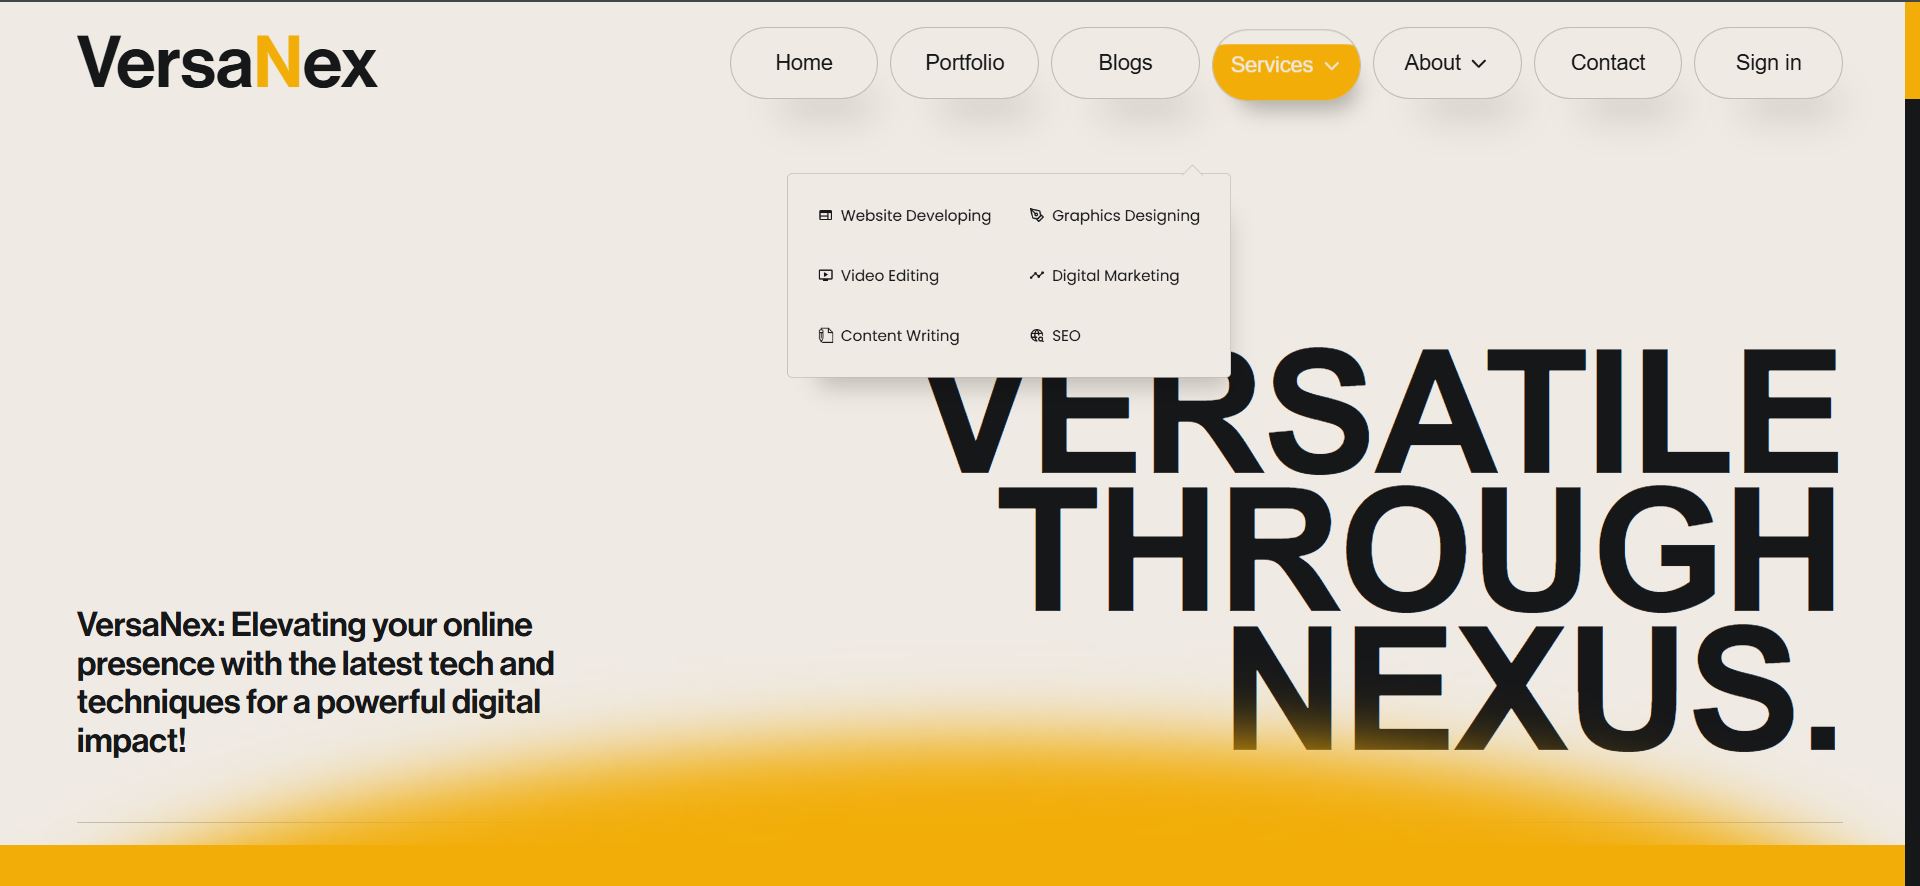 VersaNex
Home Portfolio Blogs Services About Contact Sign in
Website Developing Graphics Designing
Video Editing Digital Marketing
Content Writing SEO
VERSATILE
THROUGH
NEXUS.
VersaNex: Elevating your online
presence with the latest tech and
techniques for a powerful digital
impact!